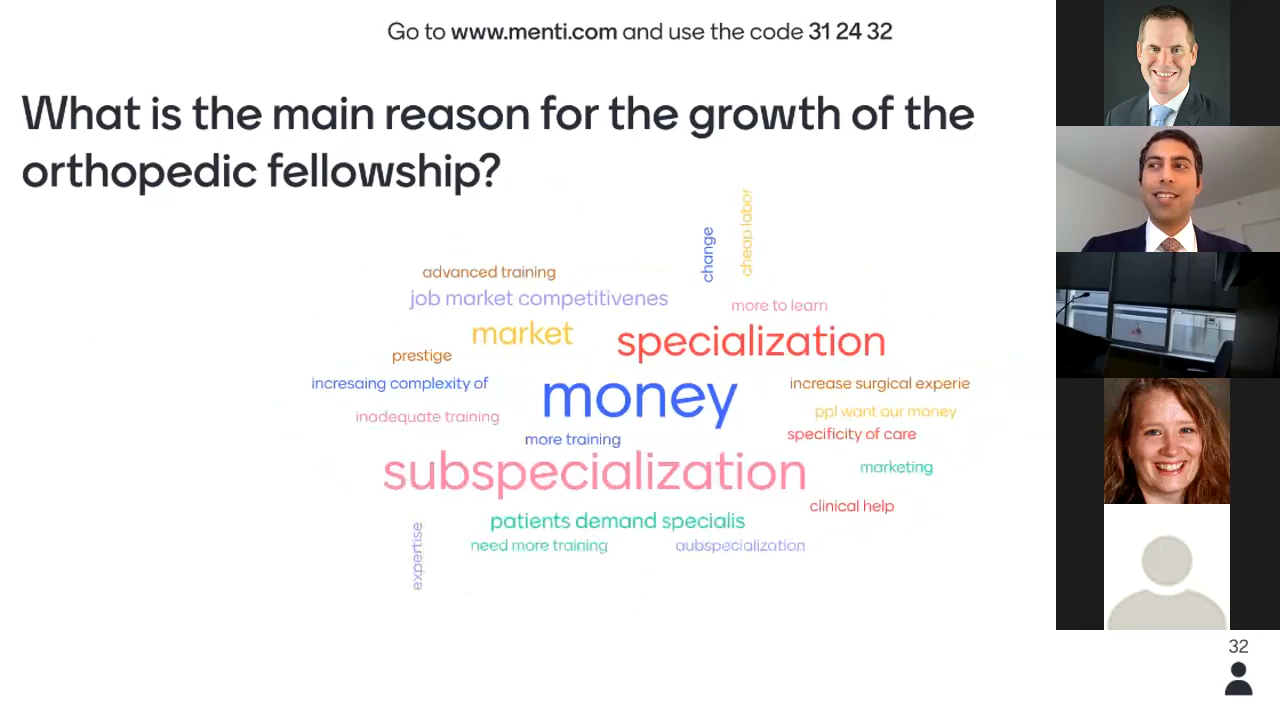 Go to www.menti.com and use the code 31 24 32
What is the main reason for the growth of the
orthopedic fellowship?
cheap labor
change
advanced training
job market competitivenes
more to learn
market
specialization
prestige
incresaing complexity of
money
increase surgical experie
inadequate training
ppl want our money
more training
specificity of care
subspecialization
marketing
clinical help
patients demand specialis
need more training
aubspecialization
expertise
32